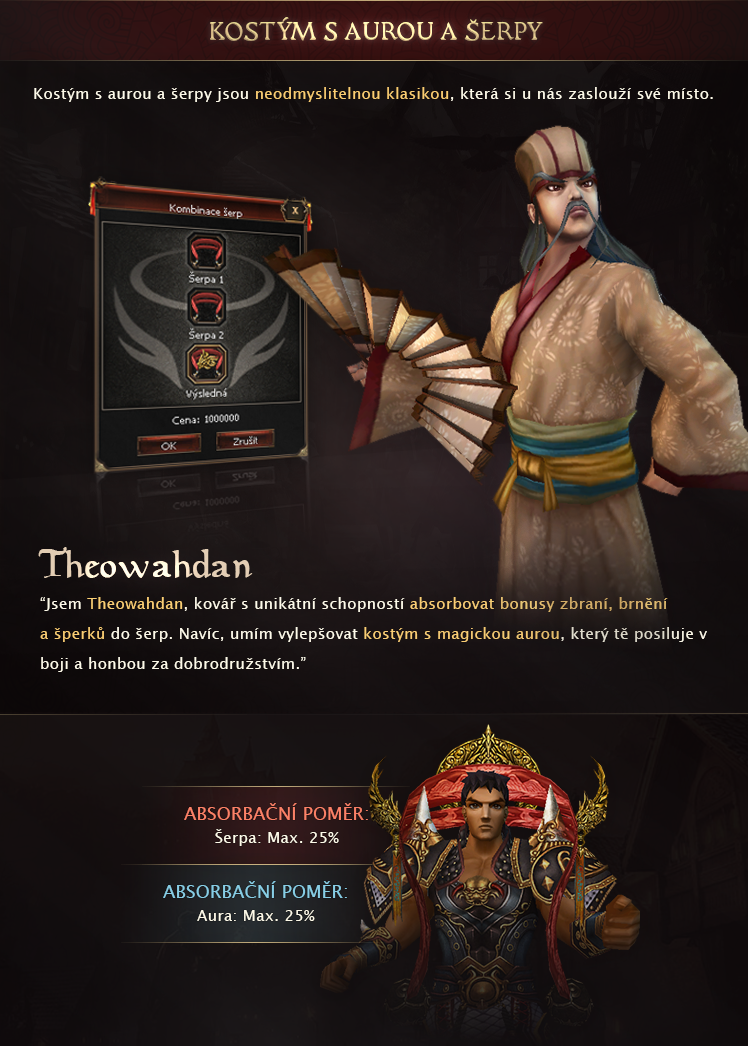 KOSTÝM S AUROU A ŠERPY
Kostým s aurou a šerpy jsou neodmyslitelnou klasikou, která si u nás zaslouží své místo.
Kombinace šerp
X
Šerpa 1
Šerpa 2
Výsledná
Cena: 1000000
OK Zrušit
Theowahdan
“Jsem Theowahdan, kovář s unikátní schopností absorbovat bonusy zbraní, brnění
a šperků do šerp. Navíc, umím vylepšovat kostým s magickou aurou, který tě posiluje v
boji a honbou za dobrodružstvím.”
ABSORBAČNÍ POMĚR:
Šerpa: Max. 25%
ABSORBAČNÍ POMĚR:
Aura: Max. 25%